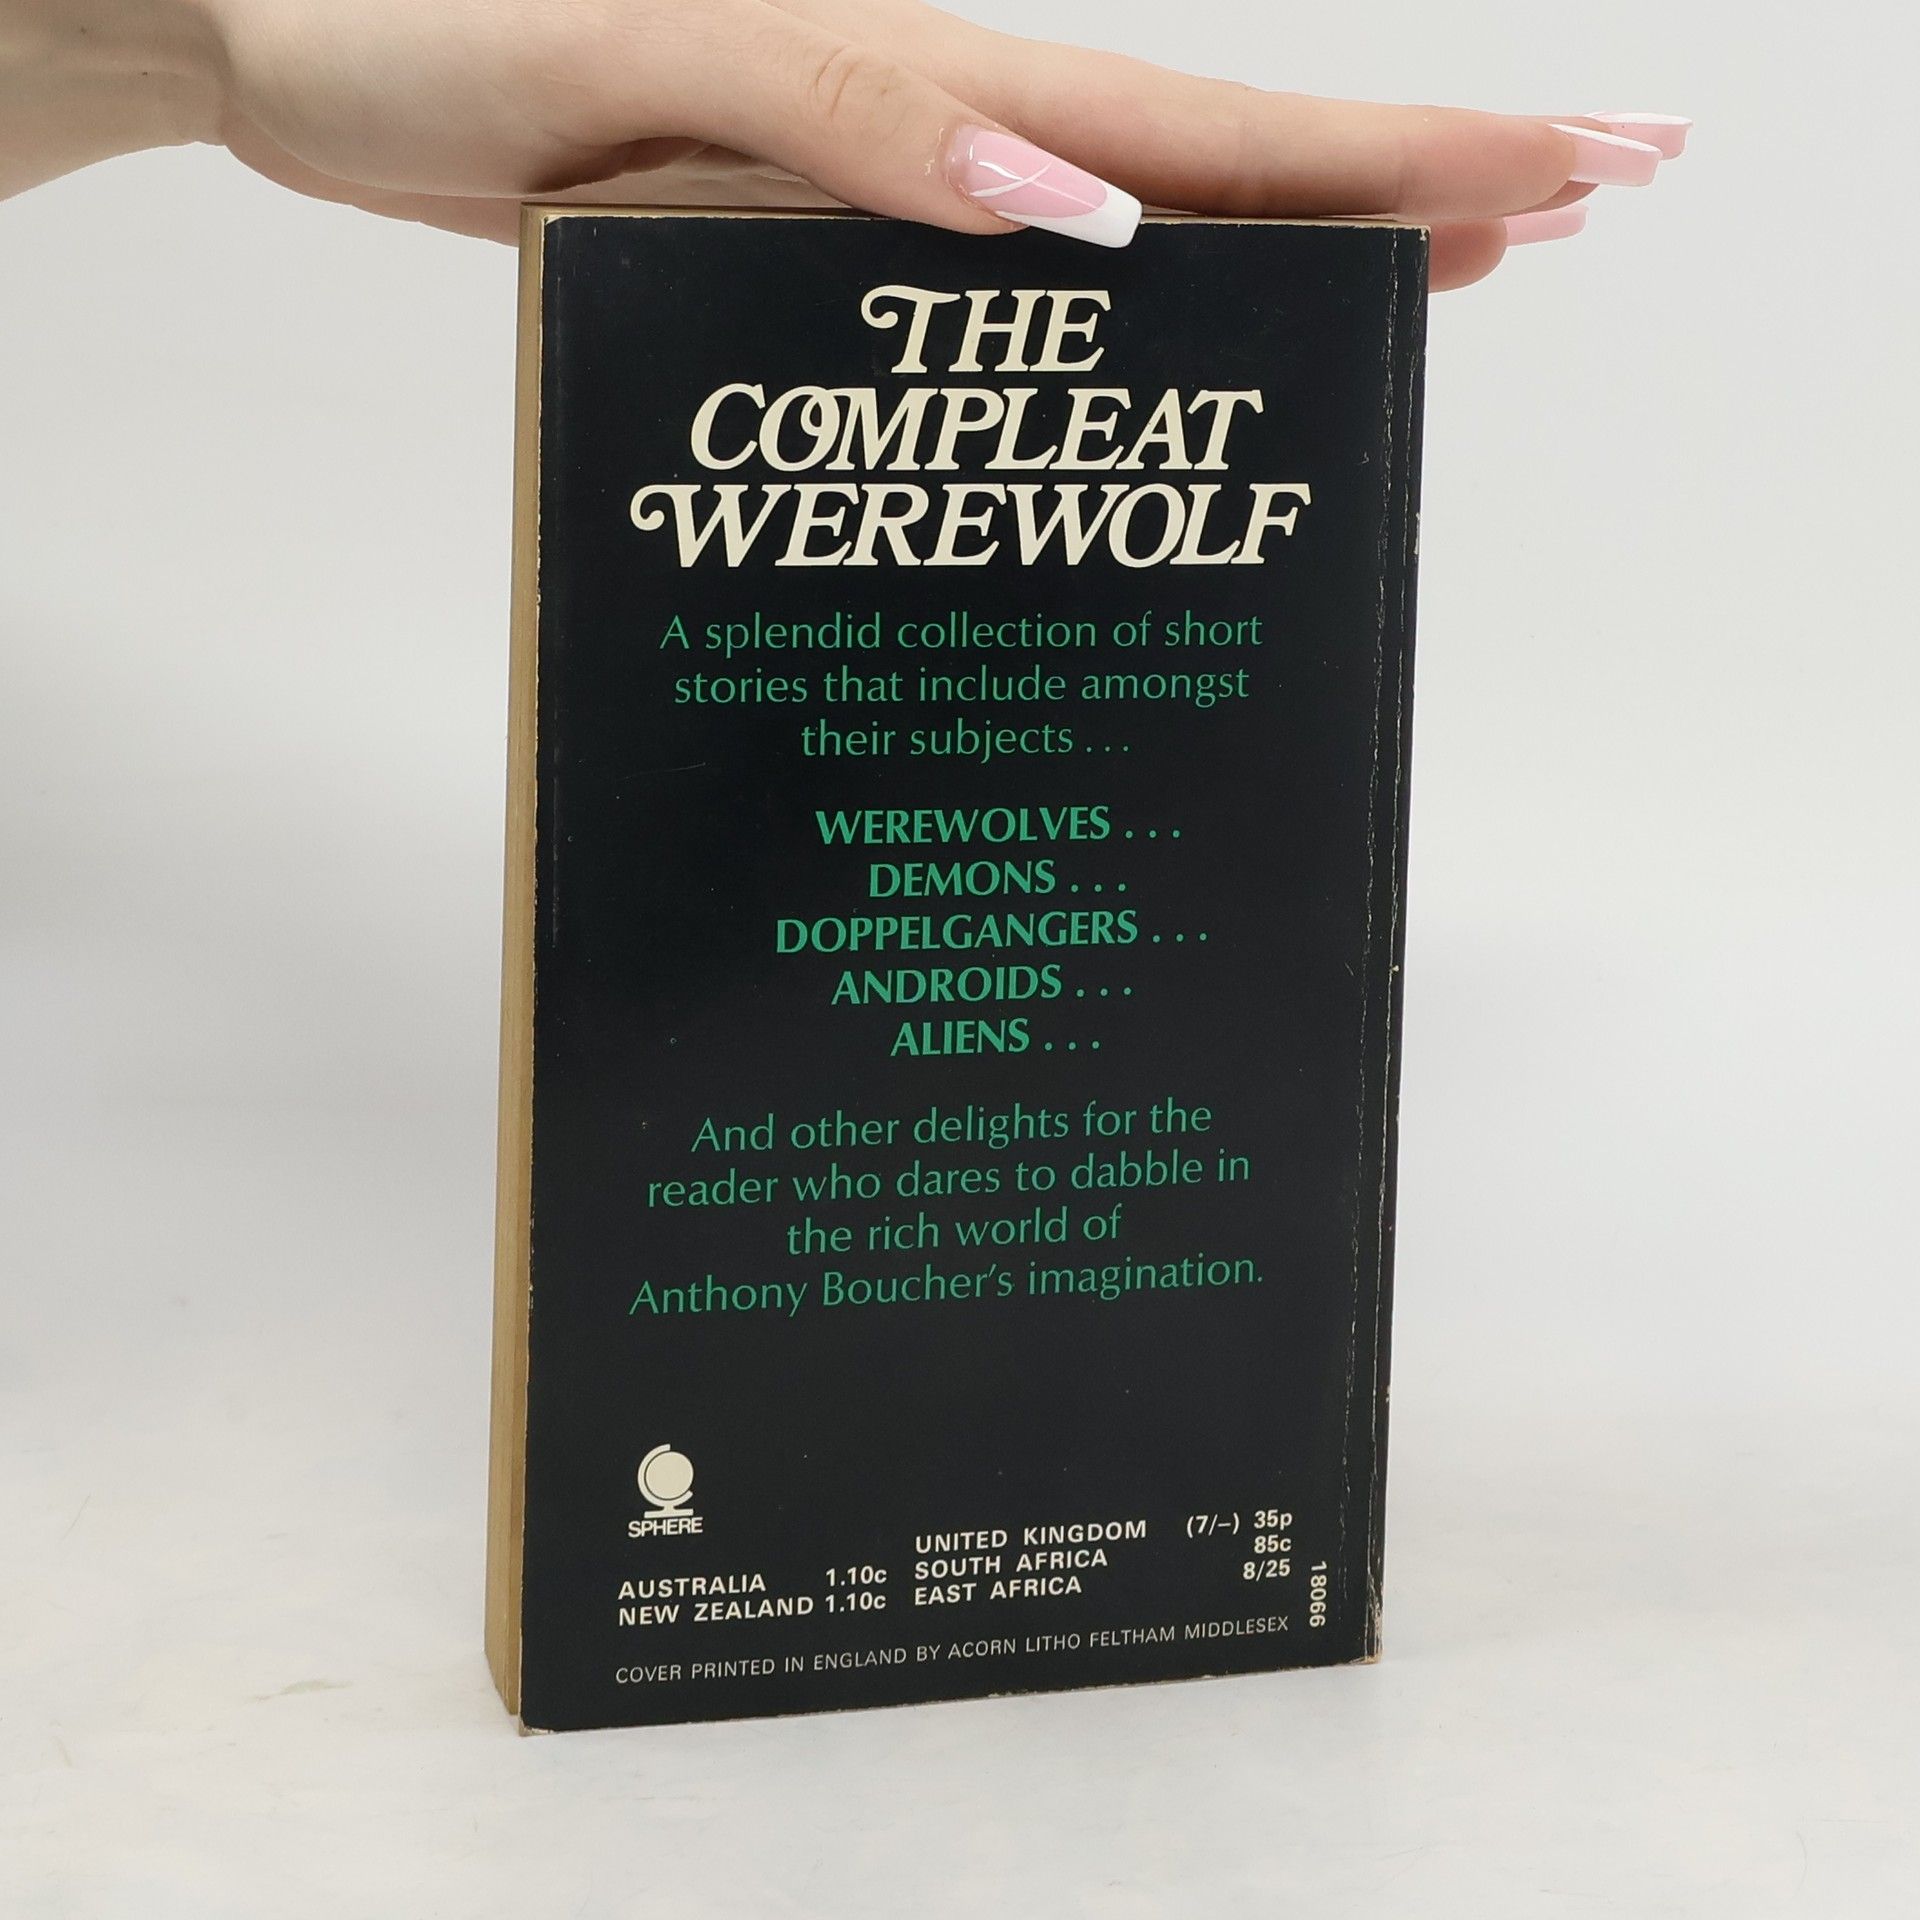 THE
COMPLEAT
WEREWOLF
A splendid collection of short
stories that include amongst
their subjects . . .
WEREWOLVES . . .
DEMONS . . .
DOPPELGANGERS . . .
ANDROIDS . . .
ALIENS . . .
And other delights for the
reader who dares to dabble in
the rich world of
Anthony Boucher's imagination.
SPHERE
UNITED KINGDOM (7/–) 35p
AUSTRALIA 1.10c SOUTH AFRICA 85c
NEW ZEALAND 1.10c EAST AFRICA 8/25
18066
COVER PRINTED IN ENGLAND BY ACORN LITHO FELTHAM MIDDLESEX